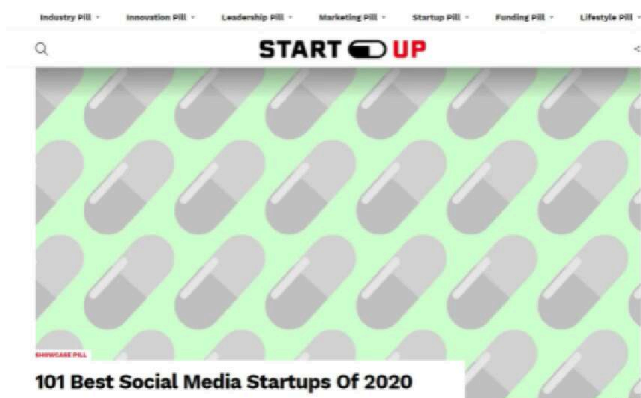 Industry Pill
Innovation Pill
Leadership Pill
Marketing Pill
Startup Pill
Funding Pill
Lifestyle Pill
START UP
SHOWCASE PILL
101 Best Social Media Startups Of 2020